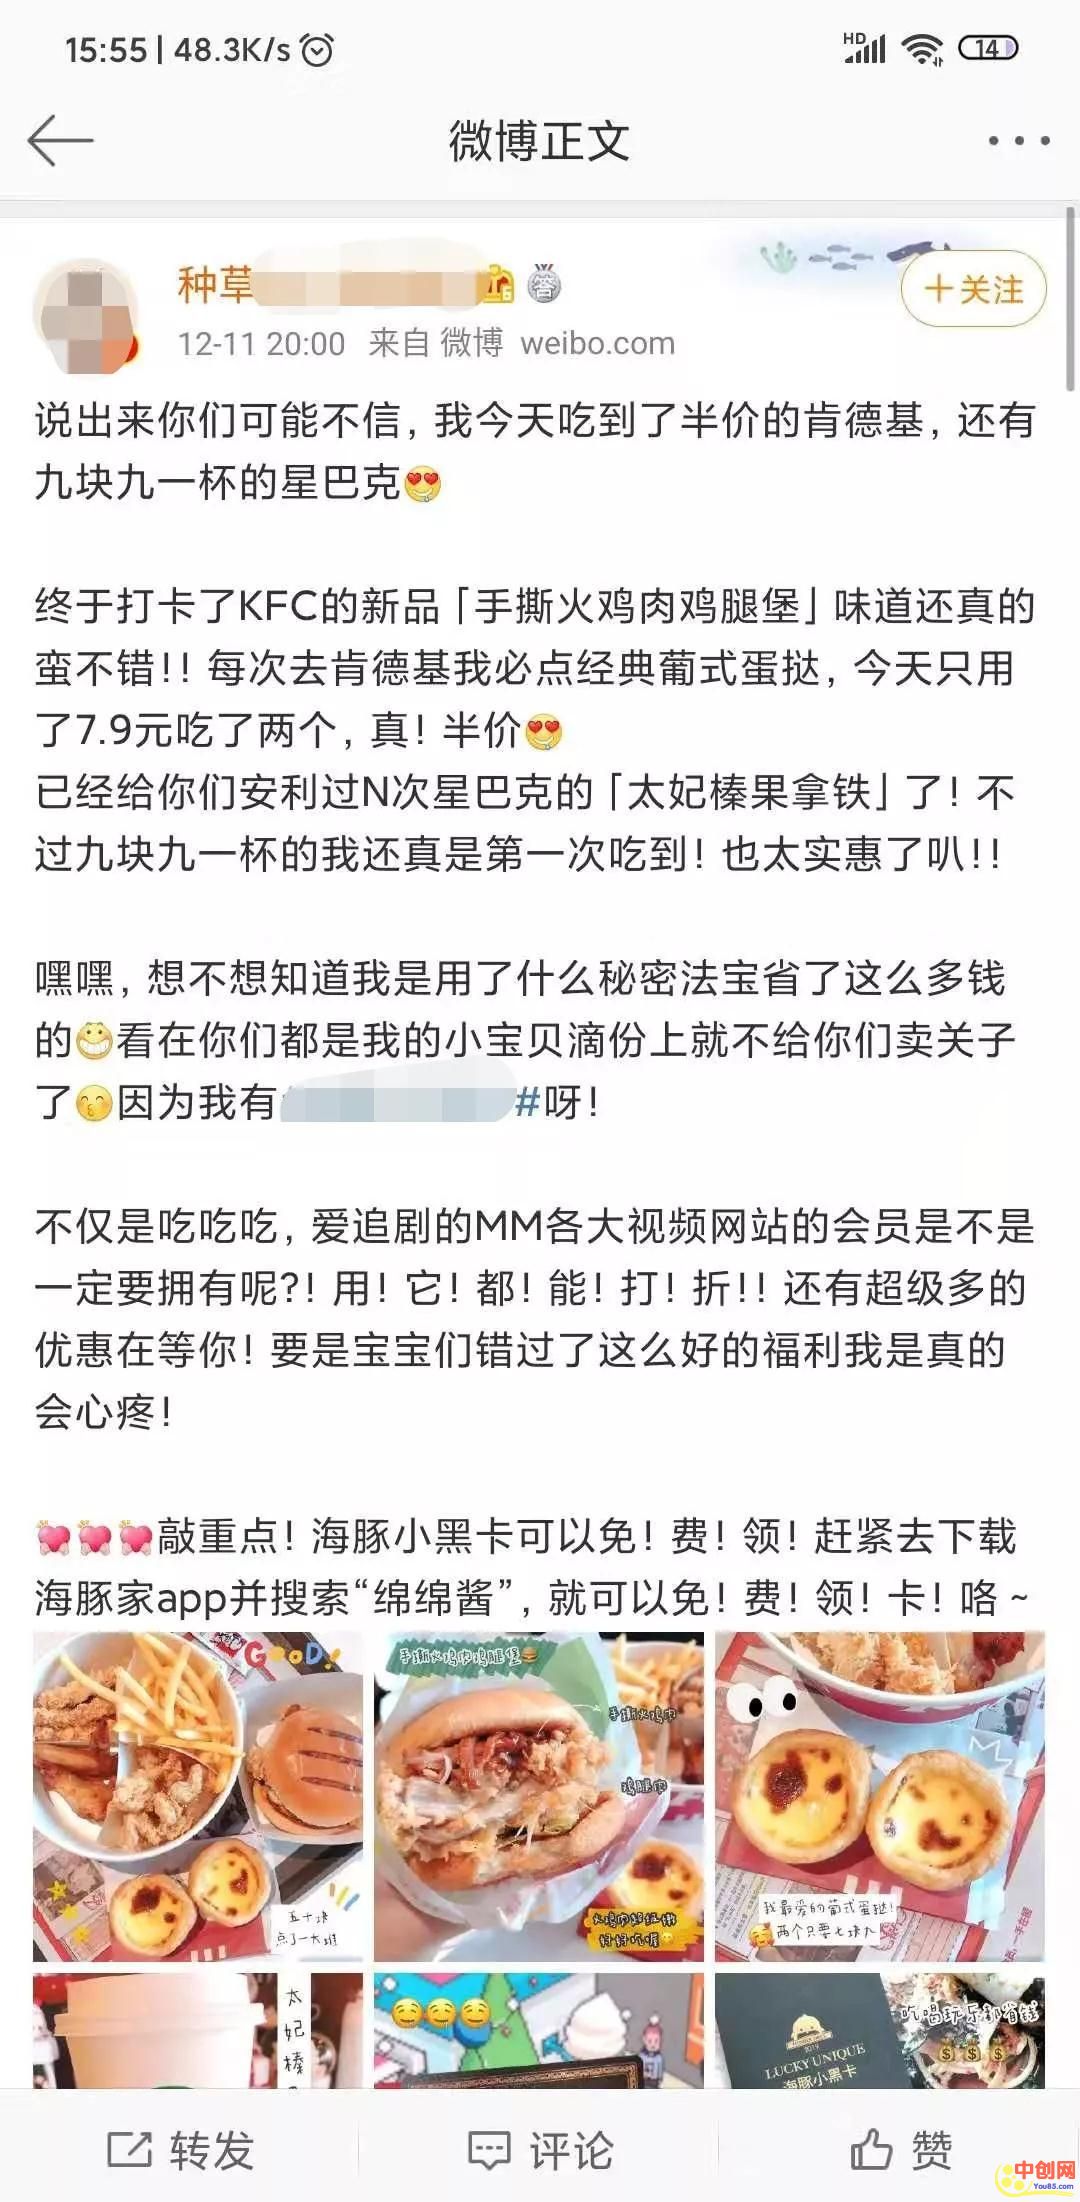 15:55 | 48.3K/s
HD
14
微博正文
种草
答
+关注
12-11 20:00 来自 微博 weibo.com
说出来你们可能不信，我今天吃到了半价的肯德基，还有
九块九一杯的星巴克😍
终于打卡了KFC的新品「手撕火鸡肉鸡腿堡」味道还真的
蛮不错！！每次去肯德基我必点经典葡式蛋挞，今天只用
了7.9元吃了两个，真！半价😍
已经给你们安利过N次星巴克的「太妃榛果拿铁」了！不
过九块九一杯的我还真是第一次吃到！也太实惠了叭！！
嘿嘿，想不想知道我是用了什么秘密法宝省了这么多钱
的😁看在你们都是我的小宝贝滴份上就不给你们卖关子
了😙因为我有
#呀！
不仅是吃吃吃，爱追剧的MM各大视频网站的会员是不是
一定要拥有呢?！用！它！都！能！打！折！！还有超级多的
优惠在等你！要是宝宝们错过了这么好的福利我是真的
会心疼！
💓💓💓敲重点！海豚小黑卡可以免！费！领！赶紧去下载
海豚家app并搜索“绵绵酱”，就可以免！费！领！卡！咯～
GOOD!
五十块
点了一大堆
手撕火鸡肉鸡腿堡🍔
手撕火鸡肉
鸡腿肉
火鸡肉超级嫩
好好吃喔
我最爱的葡式蛋挞!
两个只要七块九
太
妃
榛
2019
LUCKY UNIQUE
海豚小黑卡
吃喝玩乐都省钱
转发
评论
赞
中创网
You85.com